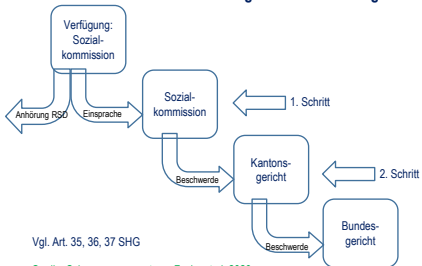 Verfügung:
Sozial-
kommission
Anhörung RSD
Einsprache
Sozial-
kommission
1. Schritt
Beschwerde
Kantons-
gericht
2. Schritt
Beschwerde
Bundes-
gericht
Vgl. Art. 35, 36, 37 SHG